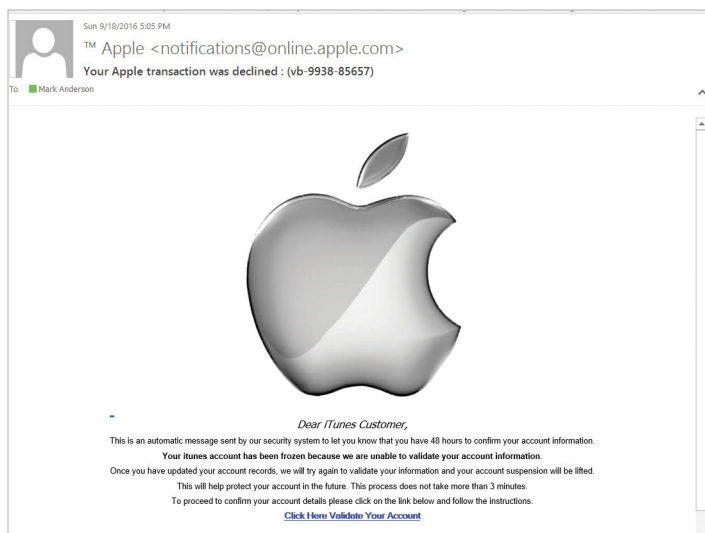 Sun 9/18/2016 5:05 PM
™ Apple <notifications@online.apple.com>
Your Apple transaction was declined : (vb-9938-85657)
To Mark Anderson
Dear iTunes Customer,
This is an automatic message sent by our security system to let you know that you have 48 hours to confirm your account information.
Your itunes account has been frozen because we are unable to validate your account information.
Once you have updated your account records, we will try again to validate your information and your account suspension will be lifted.
This will help protect your account in the future. This process does not take more than 3 minutes.
To proceed to confirm your account details please click on the link below and follow the instructions.
Click Here Validate Your Account